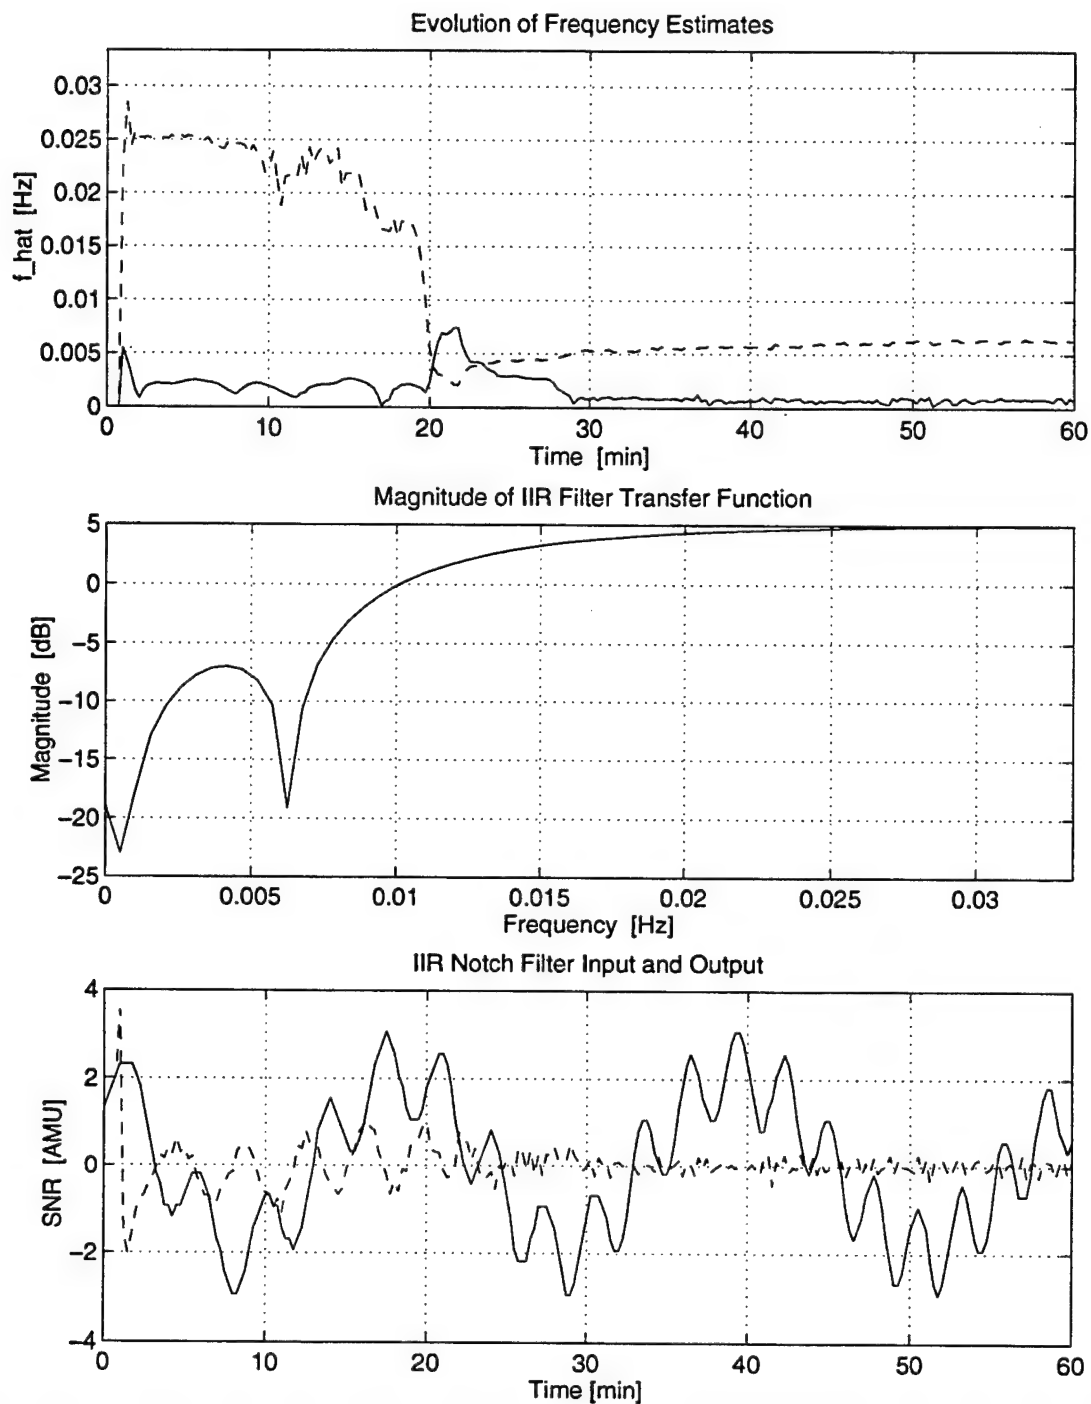 Evolution of Frequency Estimates
0.03
0.025
0.02
0.015
0.01
0.005
0
f_hat [Hz]
0 10 20 30 40 50 60
Time [min]
Magnitude of IIR Filter Transfer Function
5
0
−5
−10
−15
−20
−25
Magnitude [dB]
0 0.005 0.01 0.015 0.02 0.025 0.03
Frequency [Hz]
IIR Notch Filter Input and Output
4
2
0
−2
−4
SNR [AMU]
0 10 20 30 40 50 60
Time [min]